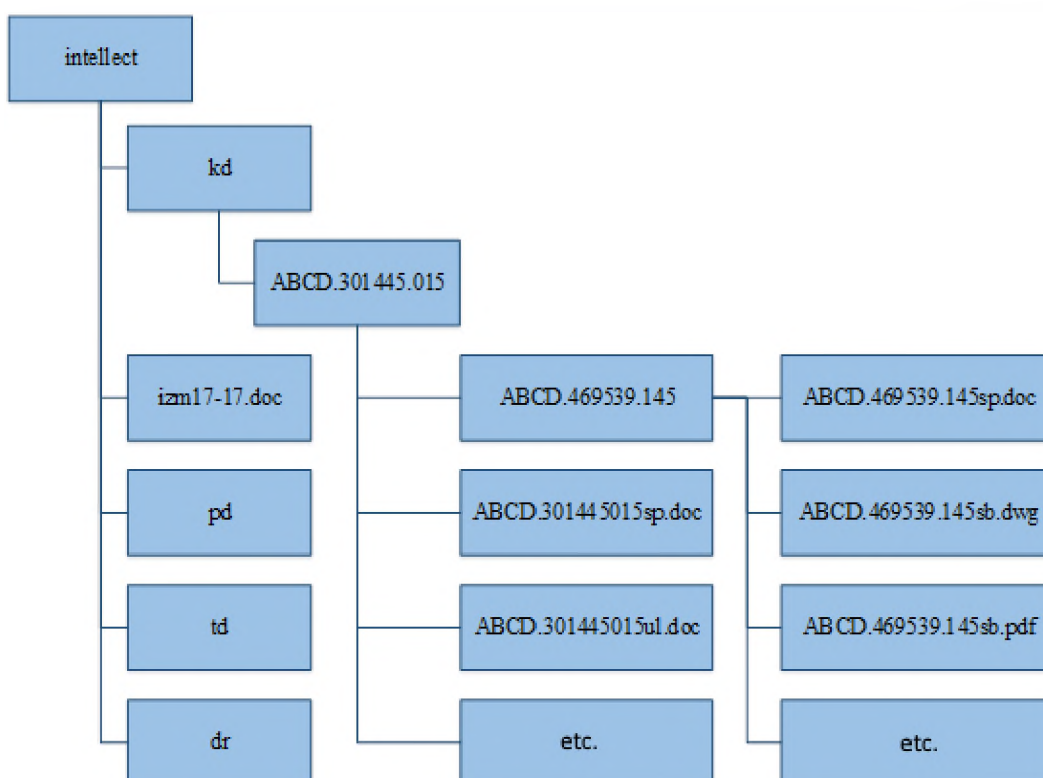 intellect
kd
ABCD.301445.015
izm17-17.doc
ABCD.469539.145
ABCD.469539.145sp.doc
pd
ABCD.301445015sp.doc
ABCD.469539.145sb.dwg
td
ABCD.301445015ul.doc
ABCD.469539.145sb.pdf
dr
etc.
etc.